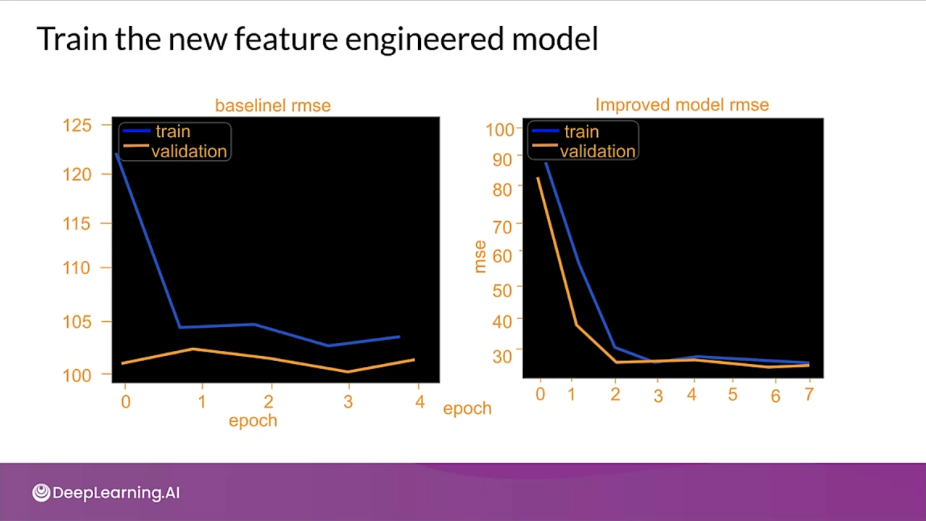 Train the new feature engineered model
baselinel rmse
125
120
115
110
105
100
train
validation
0 1 2 3 4
epoch
Improved model rmse
100
90
80
70
60
50
40
30
mse
train
validation
0 1 2 3 4 5 6 7
epoch
DeepLearning.AI